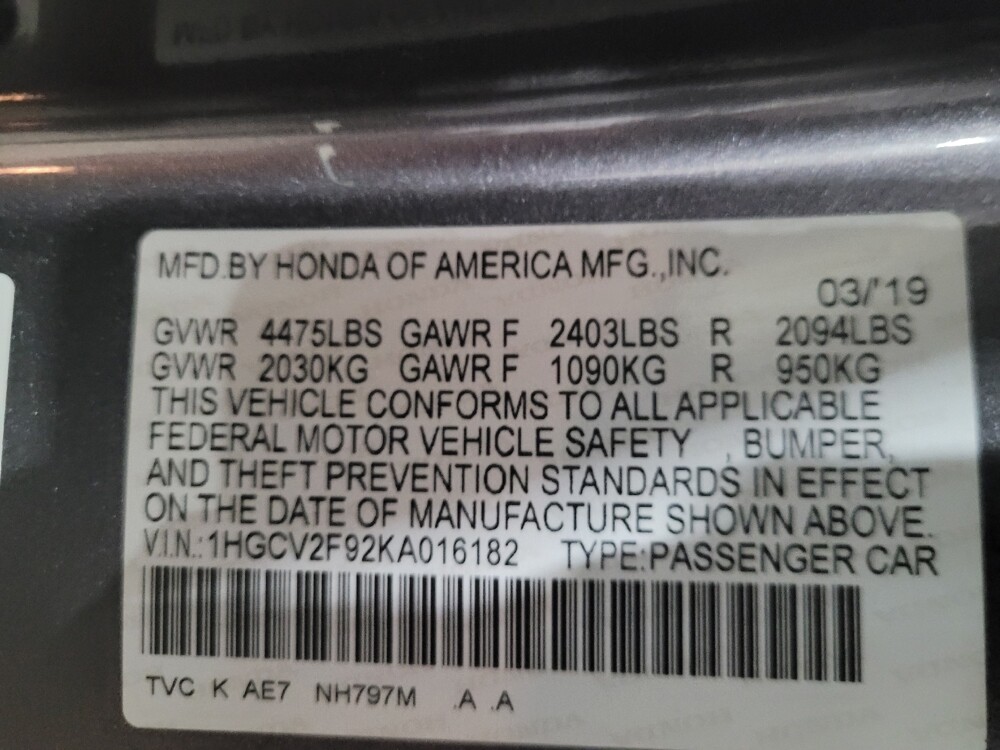 MFD.BY HONDA OF AMERICA MFG.,INC.
03/'19
GVWR 4475LBS GAWR F 2403LBS R 2094LBS
GVWR 2030KG GAWR F 1090KG R 950KG
THIS VEHICLE CONFORMS TO ALL APPLICABLE
FEDERAL MOTOR VEHICLE SAFETY , BUMPER,
AND THEFT PREVENTION STANDARDS IN EFFECT
ON THE DATE OF MANUFACTURE SHOWN ABOVE.
V.I.N.:1HGCV2F92KA016182 TYPE:PASSENGER CAR
TVC K AE7 NH797M .A .A